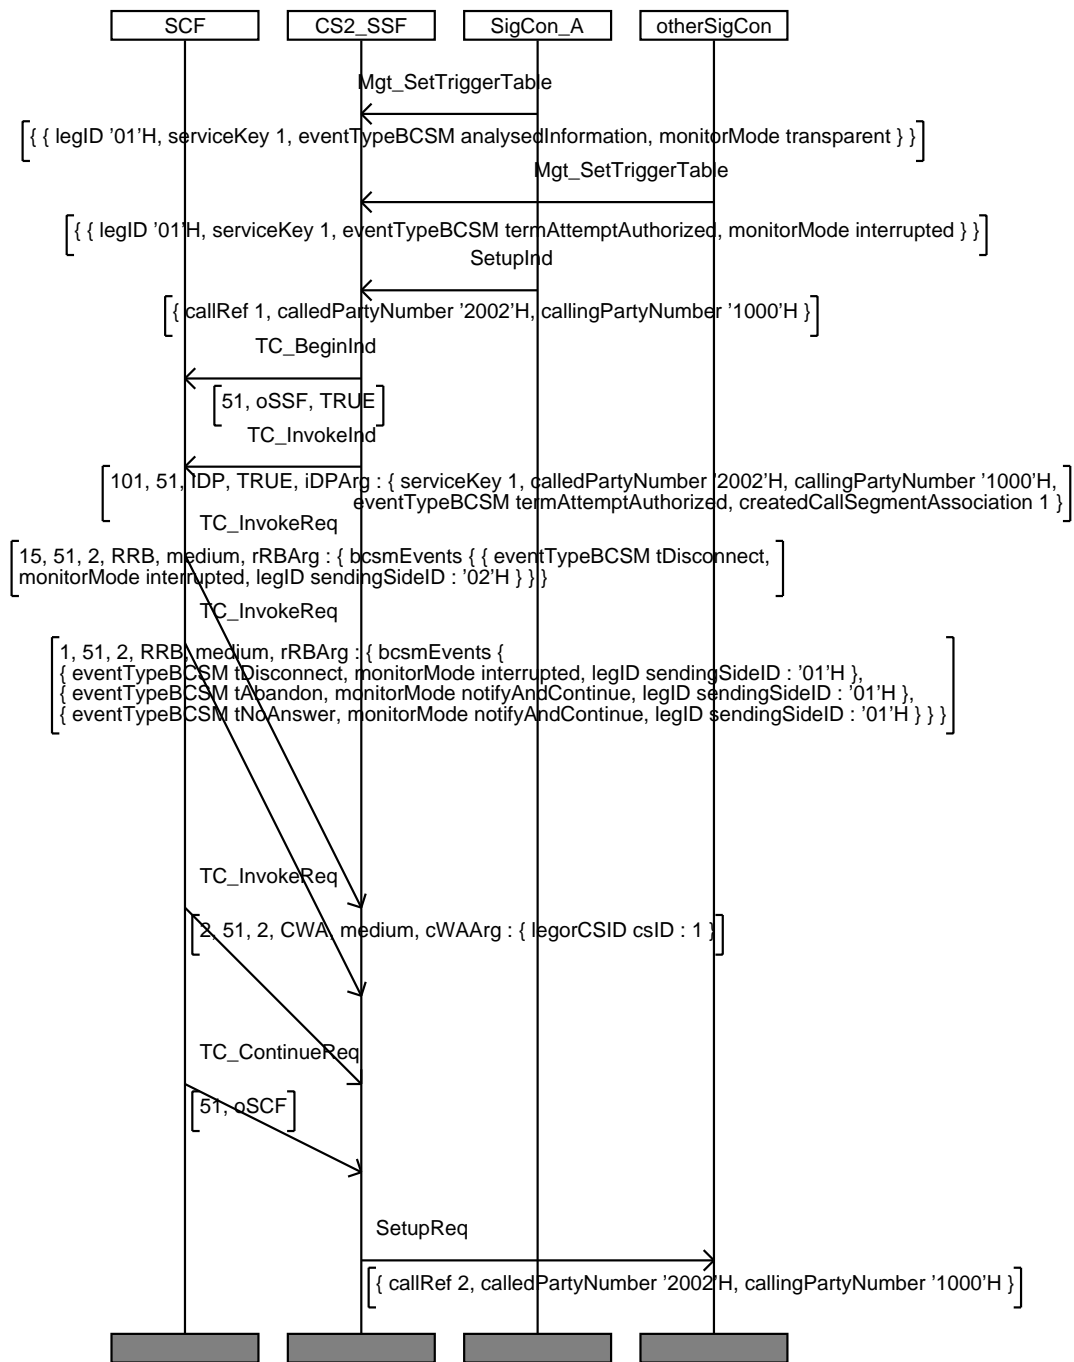 SCF CS2_SSF SigCon_A otherSigCon
Mgt_SetTriggerTable
{ { legID '01'H, serviceKey 1, eventTypeBCSM analysedInformation, monitorMode transparent } }
Mgt_SetTriggerTable
{ { legID '01'H, serviceKey 1, eventTypeBCSM termAttemptAuthorized, monitorMode interrupted } }
SetupInd
{ callRef 1, calledPartyNumber '2002'H, callingPartyNumber '1000'H }
TC_BeginInd
51, oSSF, TRUE
TC_InvokeInd
101, 51, IDP, TRUE, iDPArg : { serviceKey 1, calledPartyNumber '2002'H, callingPartyNumber '1000'H,
eventTypeBCSM termAttemptAuthorized, createdCallSegmentAssociation 1 }
TC_InvokeReq
15, 51, 2, RRB, medium, rRBArg : { bcsmEvents { { eventTypeBCSM tDisconnect,
monitorMode interrupted, legID sendingSideID : '02'H } } }
TC_InvokeReq
1, 51, 2, RRB, medium, rRBArg : { bcsmEvents {
{ eventTypeBCSM tDisconnect, monitorMode interrupted, legID sendingSideID : '01'H },
{ eventTypeBCSM tAbandon, monitorMode notifyAndContinue, legID sendingSideID : '01'H },
{ eventTypeBCSM tNoAnswer, monitorMode notifyAndContinue, legID sendingSideID : '01'H } } }
TC_InvokeReq
2, 51, 2, CWA, medium, cWAArg : { legorCSID csID : 1 }
TC_ContinueReq
51, oSCF
SetupReq
{ callRef 2, calledPartyNumber '2002'H, callingPartyNumber '1000'H }